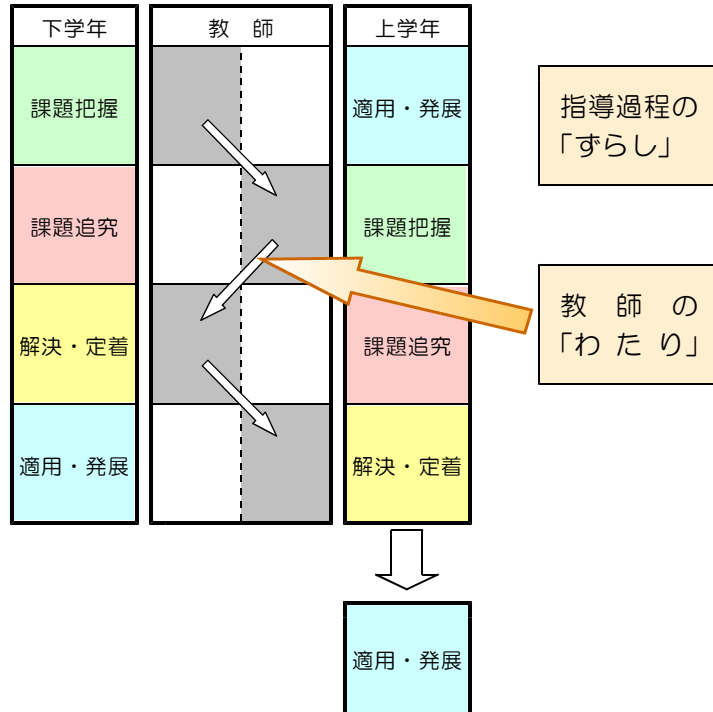 下学年
教　師
上学年
課題把握
適用・発展
課題追究
課題把握
解決・定着
課題追究
適用・発展
解決・定着
適用・発展
指導過程の
「ずらし」
教　師　の
「わ た り」